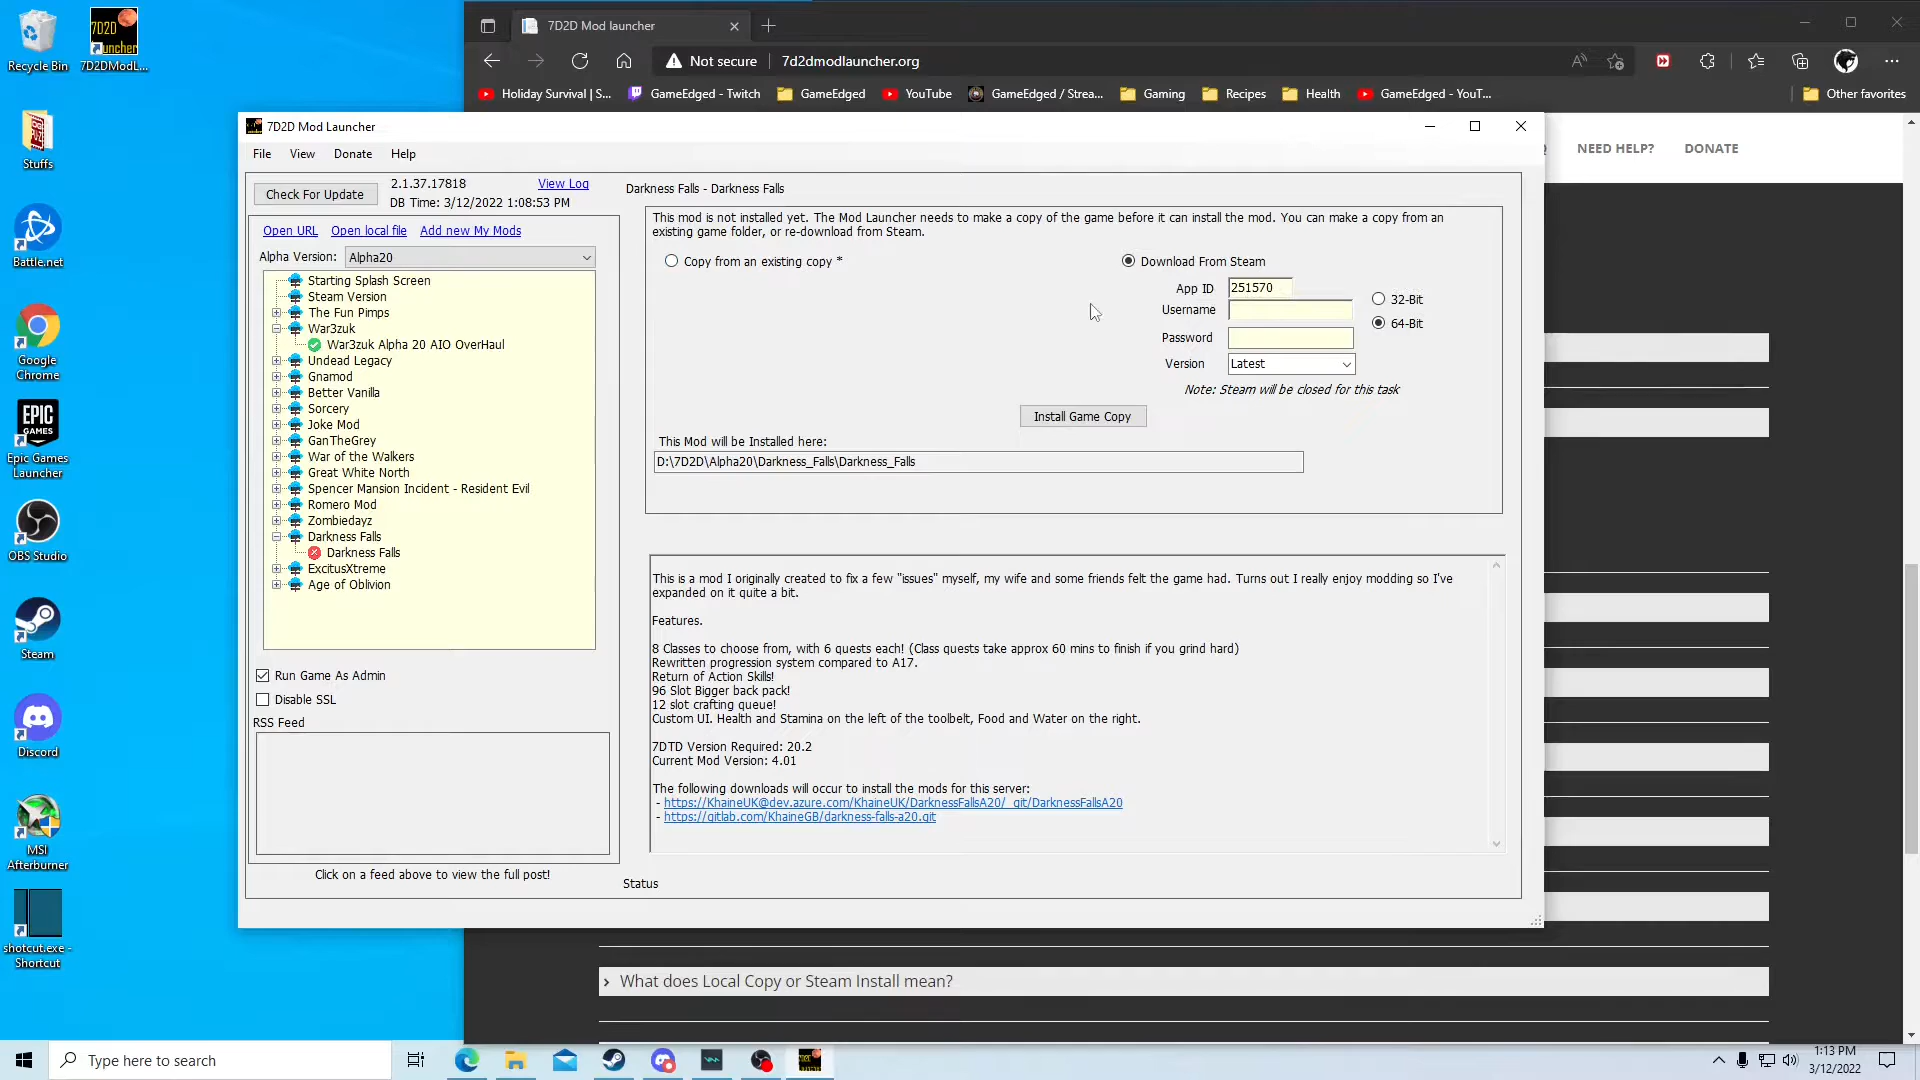 Recycle Bin
7D2D
uncher
7D2DModL...
Stuffs
Battle.net
Google
Chrome
EPIC
GAMES
Epic Games
Launcher
OBS Studio
Steam
Discord
MSI
Afterburner
shotcut.exe -
Shortcut
7D2D Mod launcher
Not secure
7d2dmodlauncher.org
Holiday Survival | S...
GameEdged - Twitch
GameEdged
YouTube
GameEdged / Strea...
Gaming
Recipes
Health
GameEdged - YouT...
Other favorites
NEED HELP?
DONATE
7D2D Mod Launcher
File
View
Donate
Help
Check For Update
2.1.37.17818
View Log
DB Time: 3/12/2022 1:08:53 PM
Open URL
Open local file
Add new My Mods
Alpha Version:
Alpha20
Starting Splash Screen
Steam Version
The Fun Pimps
War3zuk
War3zuk Alpha 20 AIO OverHaul
Undead Legacy
Gnamod
Better Vanilla
Sorcery
Joke Mod
GanTheGrey
War of the Walkers
Great White North
Spencer Mansion Incident - Resident Evil
Romero Mod
Zombiedayz
Darkness Falls
Darkness Falls
ExcitusXtreme
Age of Oblivion
Run Game As Admin
Disable SSL
RSS Feed
Click on a feed above to view the full post!
Darkness Falls - Darkness Falls
This mod is not installed yet. The Mod Launcher needs to make a copy of the game before it can install the mod. You can make a copy from an
existing game folder, or re-download from Steam.
Copy from an existing copy *
Download From Steam
App ID
251570
Username
32-Bit
64-Bit
Password
Version
Latest
Note: Steam will be closed for this task
Install Game Copy
This Mod will be Installed here:
D:\7D2D\Alpha20\Darkness_Falls\Darkness_Falls
This is a mod I originally created to fix a few "issues" myself, my wife and some friends felt the game had. Turns out I really enjoy modding so I've
expanded on it quite a bit.
Features.
8 Classes to choose from, with 6 quests each! (Class quests take approx 60 mins to finish if you grind hard)
Rewritten progression system compared to A17.
Return of Action Skills!
96 Slot Bigger back pack!
12 slot crafting queue!
Custom UI. Health and Stamina on the left of the toolbelt, Food and Water on the right.
7DTD Version Required: 20.2
Current Mod Version: 4.01
The following downloads will occur to install the mods for this server:
- https://KhaineUK@dev.azure.com/KhaineUK/DarknessFallsA20/_git/DarknessFallsA20
- https://gitlab.com/KhaineGB/darkness-falls-a20.git
Status
What does Local Copy or Steam Install mean?
Type here to search
1:13 PM
3/12/2022